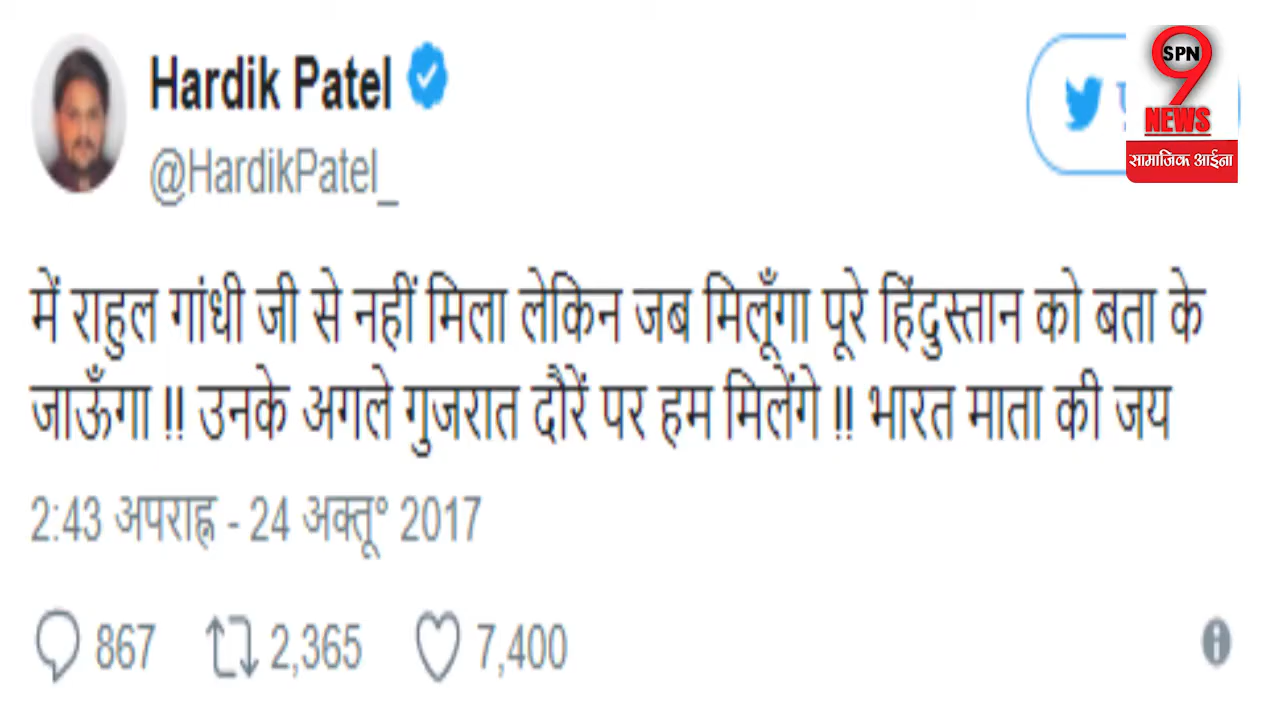 Hardik Patel
@HardikPatel_
SPN
9
NEWS
सामाजिक आईना
में राहुल गांधी जी से नहीं मिला लेकिन जब मिलूँगा पूरे हिंदुस्तान को बता के
जाऊँगा !! उनके अगले गुजरात दौरें पर हम मिलेंगे !! भारत माता की जय
2:43 अपराह्न - 24 अक्तू° 2017
867 2,365 7,400